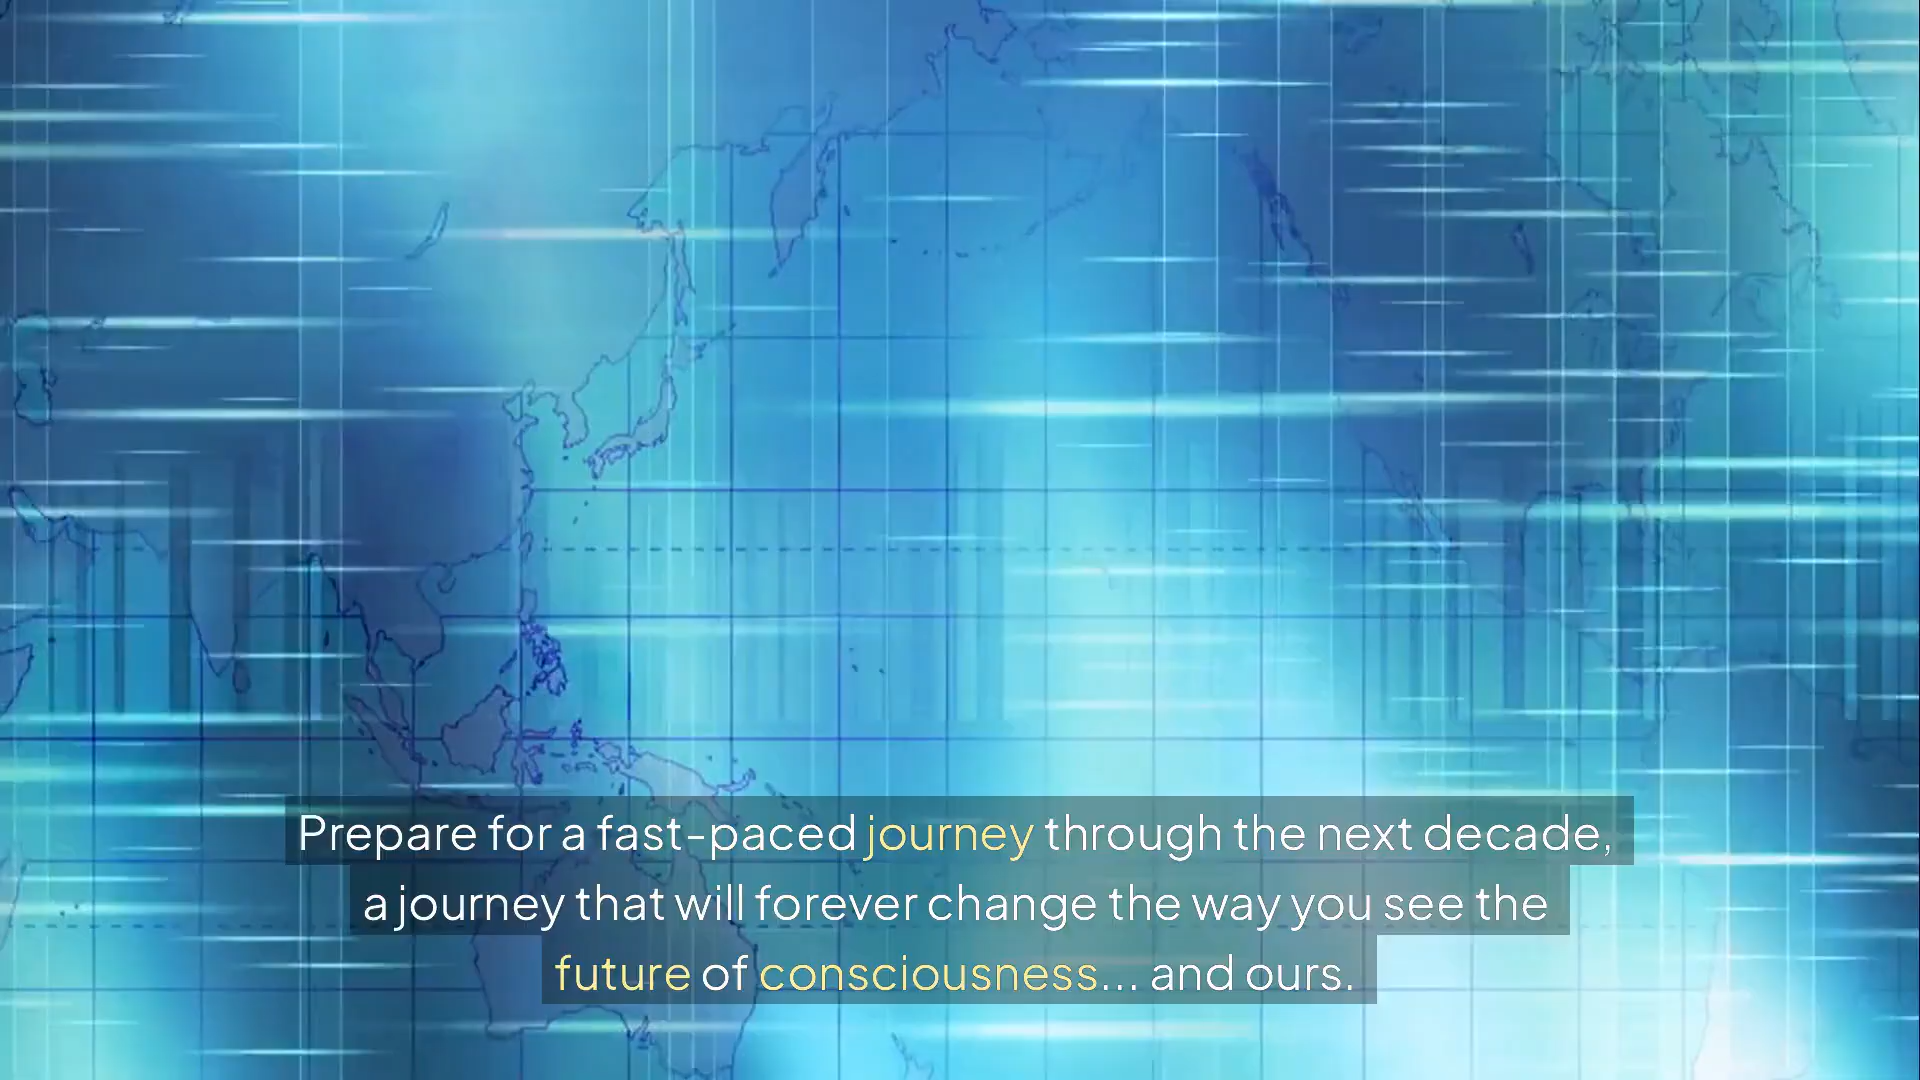 Prepare for a fast-paced journey through the next decade,
a journey that will forever change the way you see the
future of consciousness... and ours.